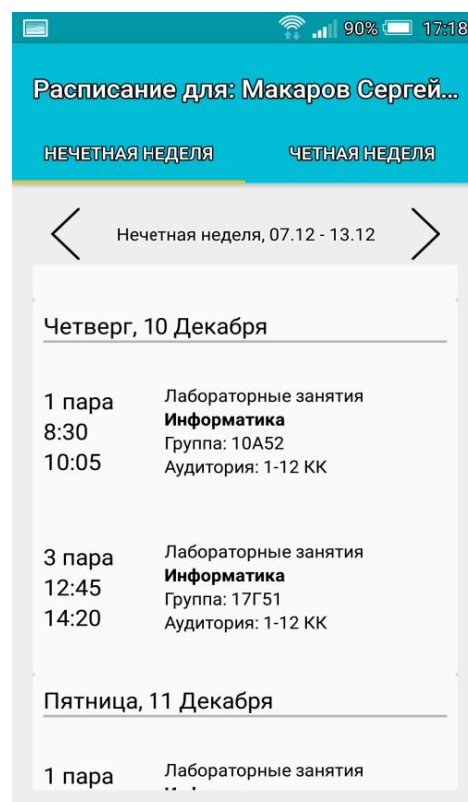 90% 17:18
Расписание для: Макаров Сергей...
НЕЧЕТНАЯ НЕДЕЛЯ ЧЕТНАЯ НЕДЕЛЯ
Нечетная неделя, 07.12 - 13.12
Четверг, 10 Декабря
1 пара
8:30
10:05
Лабораторные занятия
Информатика
Группа: 10А52
Аудитория: 1-12 КК
3 пара
12:45
14:20
Лабораторные занятия
Информатика
Группа: 17Г51
Аудитория: 1-12 КК
Пятница, 11 Декабря
1 пара
Лабораторные занятия